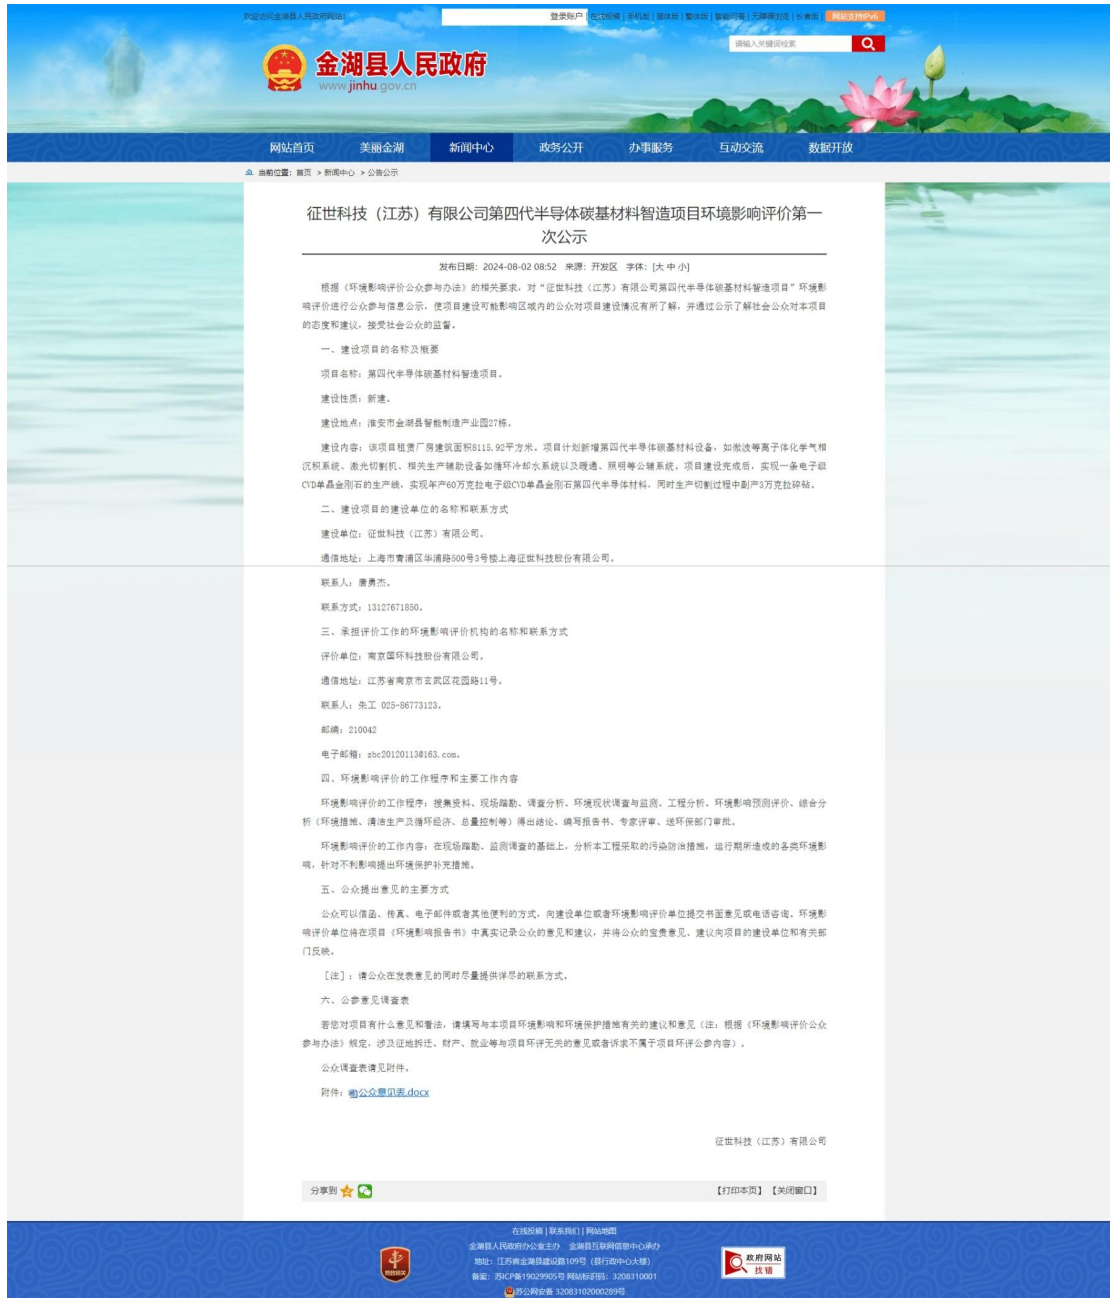 欢迎访问金湖县人民政府网站!
登录账户 | 在线投稿 | 手机版 | 简体版 | 繁体版 | 智能问答 | 无障碍浏览 | 长者版 | 网站支持IPv6
请输入关键词检索
金湖县人民政府
www.jinhu.gov.cn
网站首页 美丽金湖 新闻中心 政务公开 办事服务 互动交流 数据开放
当前位置：首页 > 新闻中心 > 公告公示
征世科技（江苏）有限公司第四代半导体碳基材料智造项目环境影响评价第一
次公示
发布日期：2024-08-02 08:52 来源：开发区 字体：[大 中 小]
根据《环境影响评价公众参与办法》的相关要求，对“征世科技（江苏）有限公司第四代半导体碳基材料智造项目”环境影
响评价进行公众参与信息公示，使项目建设可能影响区域内的公众对项目建设情况有所了解，并通过公示了解社会公众对本项目
的态度和建议，接受社会公众的监督。
一、建设项目的名称及概要
项目名称：第四代半导体碳基材料智造项目。
建设性质：新建。
建设地点：淮安市金湖县智能制造产业园27栋。
建设内容：该项目租赁厂房建筑面积8115.92平方米。项目计划新增第四代半导体碳基材料设备，如微波等离子体化学气相
沉积系统、激光切割机、相关生产辅助设备如循环冷却水系统以及暖通、照明等公辅系统。项目建设完成后，实现一条电子级
CVD单晶金刚石的生产线，实现年产60万克拉电子级CVD单晶金刚石第四代半导体材料，同时生产切割过程中副产3万克拉碎钻。
二、建设项目的建设单位的名称和联系方式
建设单位：征世科技（江苏）有限公司。
通信地址：上海市青浦区华浦路500号3号楼上海征世科技股份有限公司。
联系人：唐勇杰。
联系方式：13127671850。
三、承担评价工作的环境影响评价机构的名称和联系方式
评价单位：南京国环科技股份有限公司。
通信地址：江苏省南京市玄武区花园路11号。
联系人：朱工 025-86773123。
邮编：210042
电子邮箱：zbc20120113@163.com。
四、环境影响评价的工作程序和主要工作内容
环境影响评价的工作程序：搜集资料、现场踏勘、调查分析、环境现状调查与监测、工程分析、环境影响预测评价、综合分
析（环境措施、清洁生产及循环经济、总量控制等）得出结论、编写报告书、专家评审、送环保部门审批。
环境影响评价的工作内容：在现场踏勘、监测调查的基础上，分析本工程采取的污染防治措施，运行期所造成的各类环境影
响，针对不利影响提出环境保护补充措施。
五、公众提出意见的主要方式
公众可以信函、传真、电子邮件或者其他便利的方式，向建设单位或者环境影响评价单位提交书面意见或电话咨询。环境影
响评价单位将在项目《环境影响报告书》中真实记录公众的意见和建议，并将公众的宝贵意见、建议向项目的建设单位和有关部
门反映。
［注］：请公众在发表意见的同时尽量提供详尽的联系方式。
六、公参意见调查表
若您对项目有什么意见和看法，请填写与本项目环境影响和环境保护措施有关的建议和意见（注：根据《环境影响评价公众
参与办法》规定，涉及征地拆迁、财产、就业等与项目环评无关的意见或者诉求不属于项目环评公参内容）。
公众调查表请见附件。
附件：公众意见表.docx
征世科技（江苏）有限公司
分享到
【打印本页】 【关闭窗口】
在线投稿 | 联系我们 | 网站地图
金湖县人民政府办公室主办 金湖县互联网信息中心承办
地址：江苏省金湖县建设路109号（县行政中心大楼）
备案：苏ICP备19029905号 网站标识码：3208310001
苏公网安备 32083102000289号
党政机关
政府网站
找错